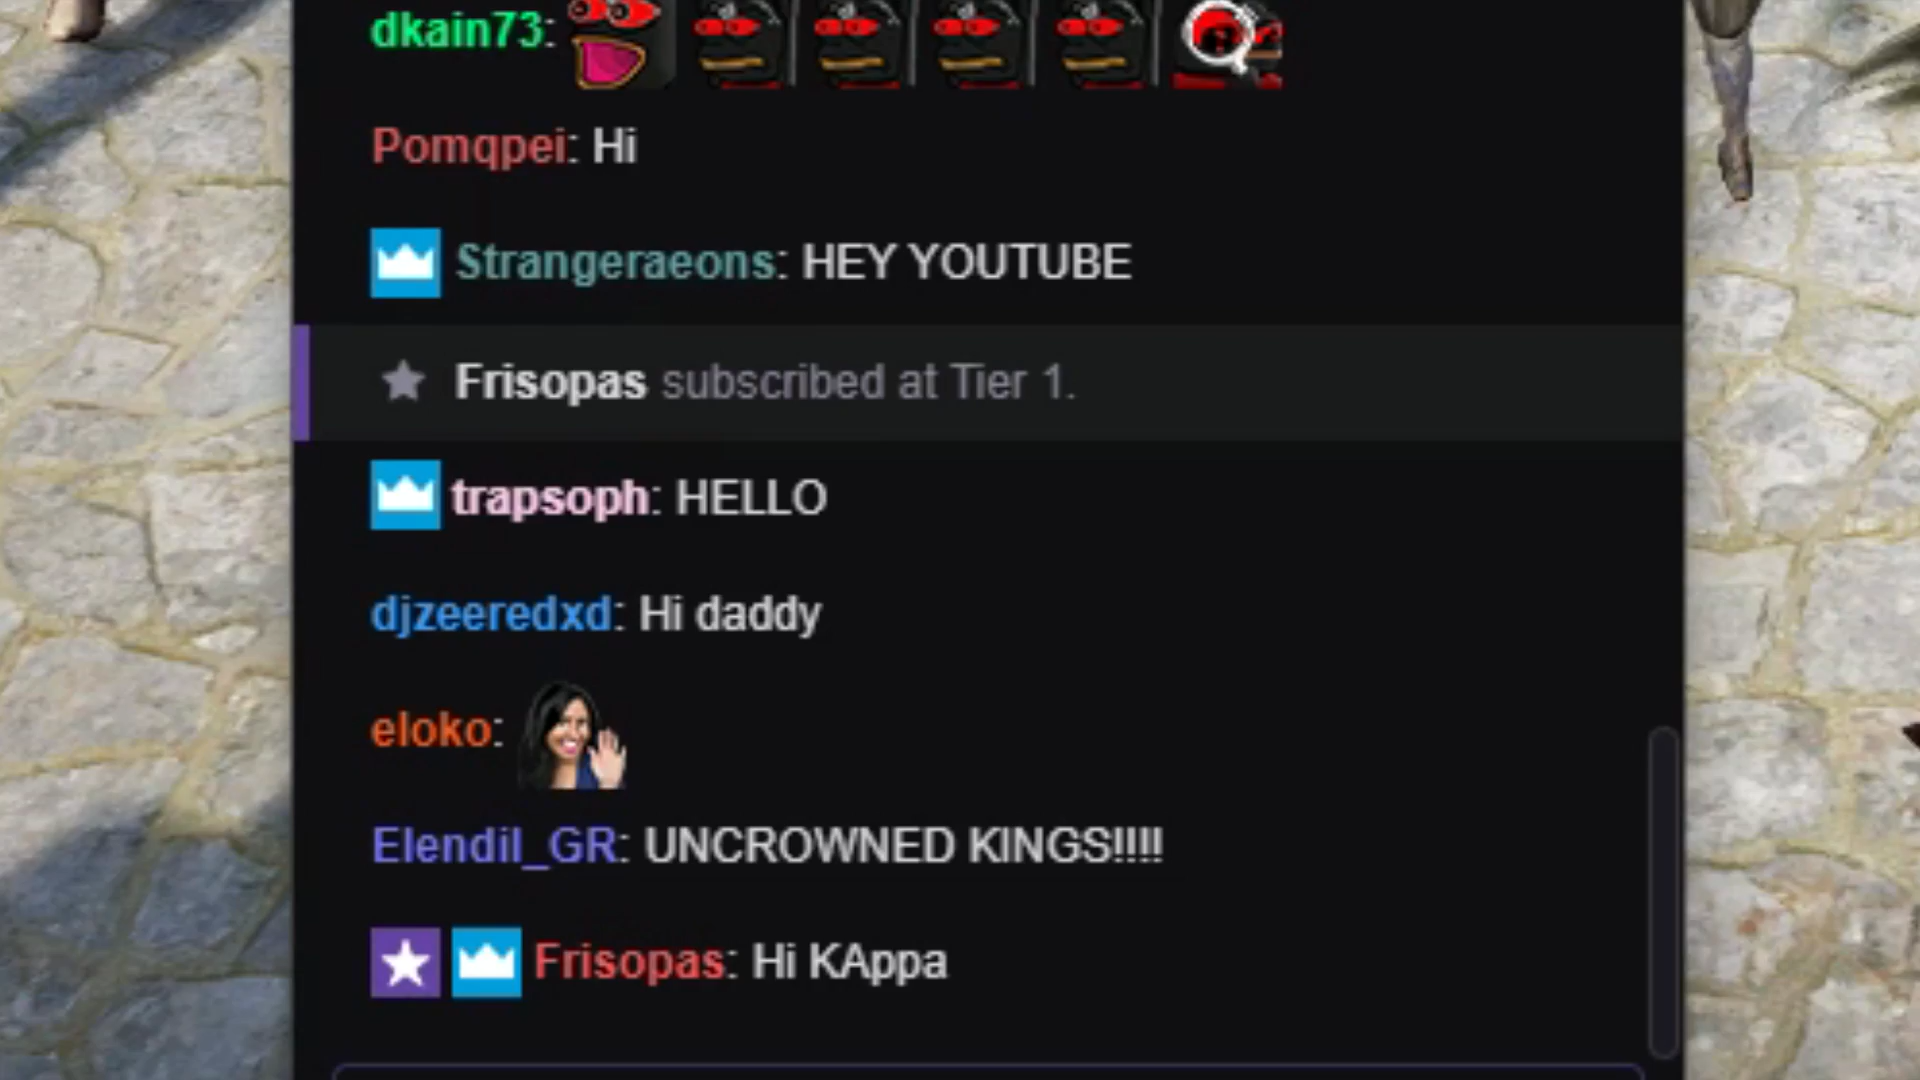 dkain73:
Pomqpei: Hi
Strangeraeons: HEY YOUTUBE
Frisopas subscribed at Tier 1.
trapsoph: HELLO
djzeeredxd: Hi daddy
eloko:
Elendil_GR: UNCROWNED KINGS!!!!
Frisopas: Hi KAppa